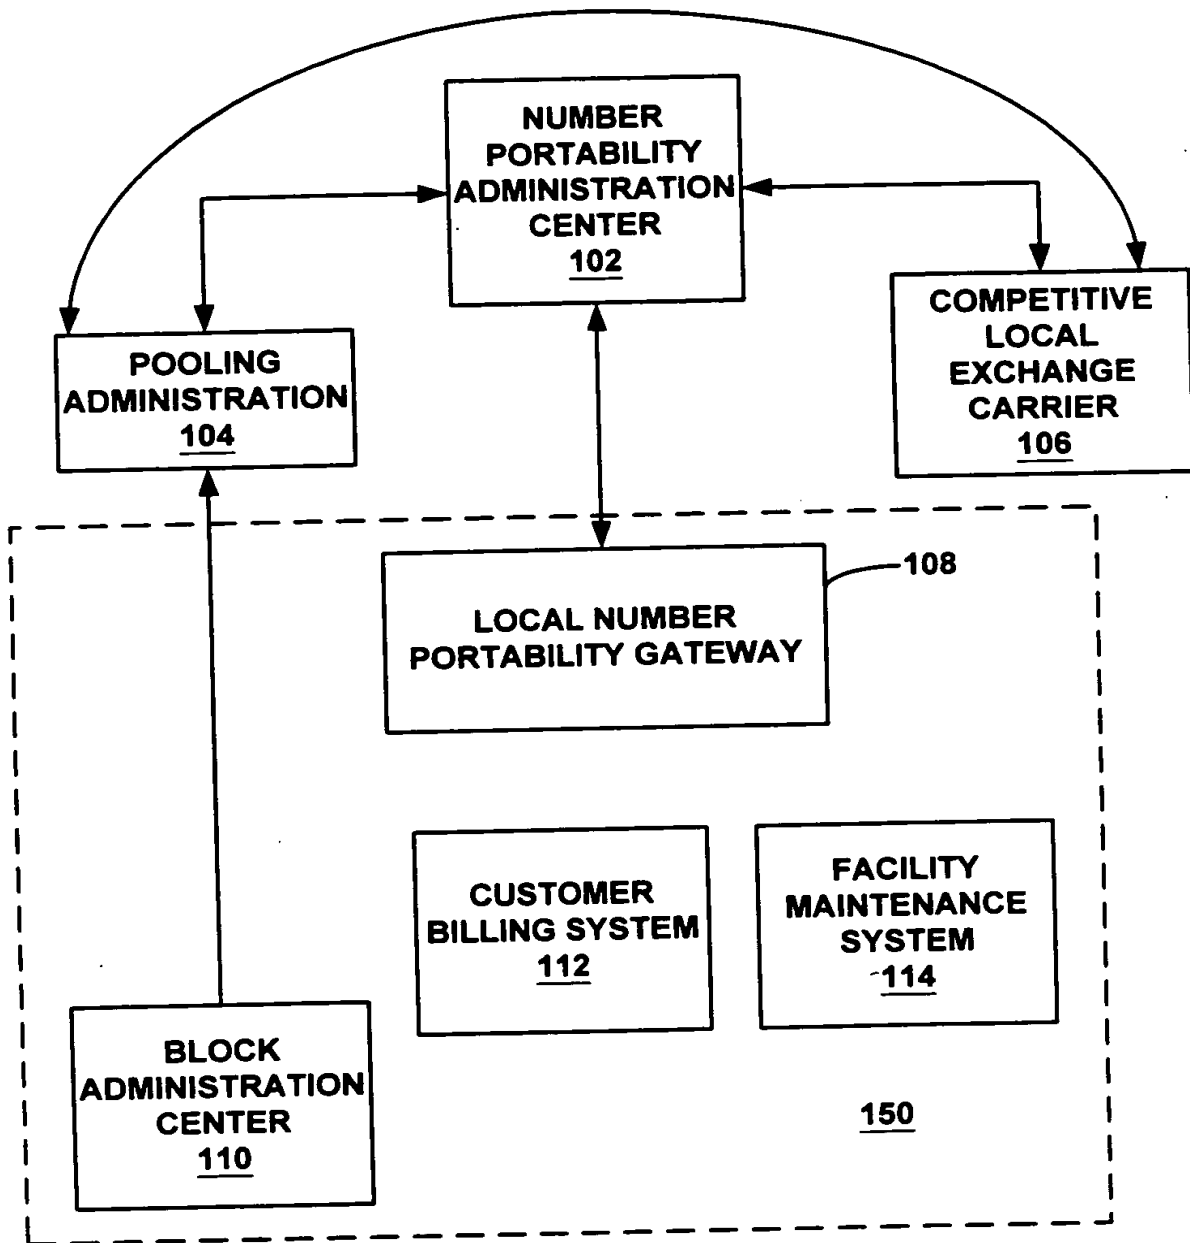 NUMBER
PORTABILITY
ADMINISTRATION
CENTER
102
POOLING
ADMINISTRATION
104
COMPETITIVE
LOCAL
EXCHANGE
CARRIER
106
LOCAL NUMBER
PORTABILITY GATEWAY
108
CUSTOMER
BILLING SYSTEM
112
FACILITY
MAINTENANCE
SYSTEM
114
BLOCK
ADMINISTRATION
CENTER
110
150